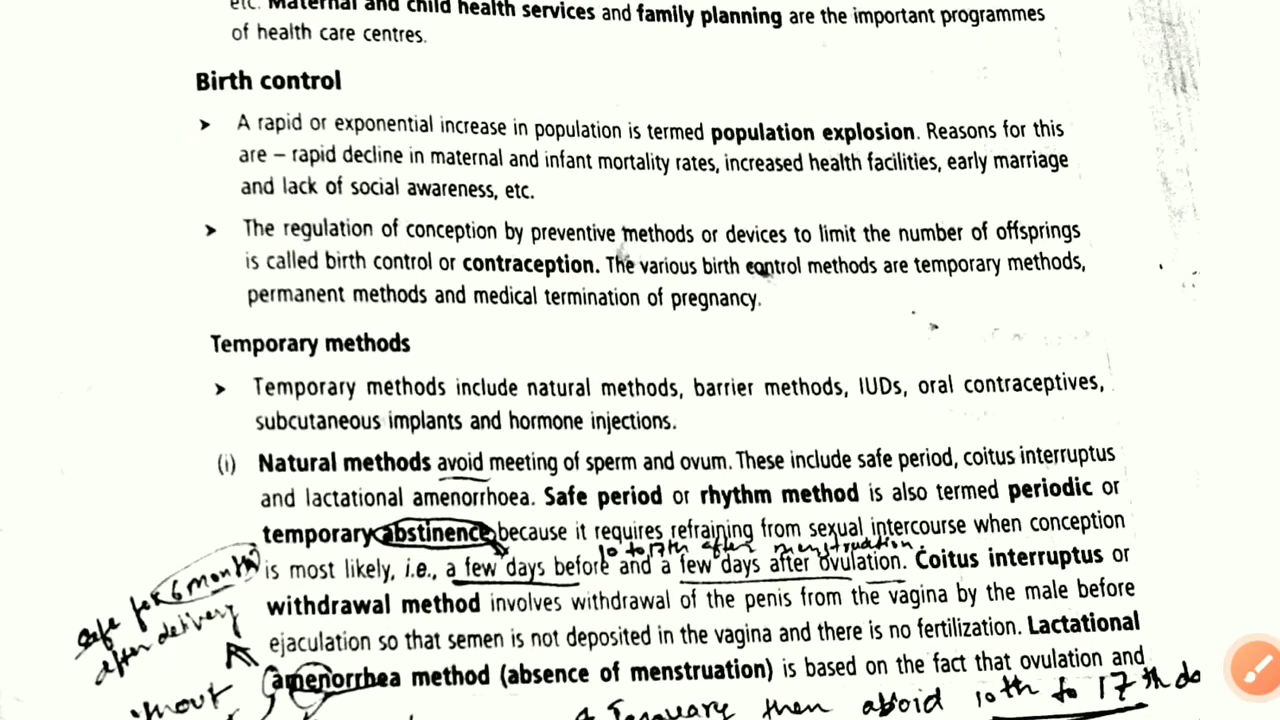 etc. Maternal and child health services and family planning are the important programmes
of health care centres.
Birth control
➤ A rapid or exponential increase in population is termed population explosion. Reasons for this
are – rapid decline in maternal and infant mortality rates, increased health facilities, early marriage
and lack of social awareness, etc.
➤ The regulation of conception by preventive methods or devices to limit the number of offsprings
is called birth control or contraception. The various birth control methods are temporary methods,
permanent methods and medical termination of pregnancy.
Temporary methods
➤ Temporary methods include natural methods, barrier methods, IUDs, oral contraceptives,
subcutaneous implants and hormone injections.
(i) Natural methods avoid meeting of sperm and ovum. These include safe period, coitus interruptus
and lactational amenorrhoea. Safe period or rhythm method is also termed periodic or
temporary abstinence because it requires refraining from sexual intercourse when conception
10 to 17th after menstruation
is most likely, i.e., a few days before and a few days after ovulation. Coitus interruptus or
withdrawal method involves withdrawal of the penis from the vagina by the male before
ejaculation so that semen is not deposited in the vagina and there is no fertilization. Lactational
amenorrhea method (absence of menstruation) is based on the fact that ovulation and
safe for 6 month
after delivery
then aboid 10th to 17th da